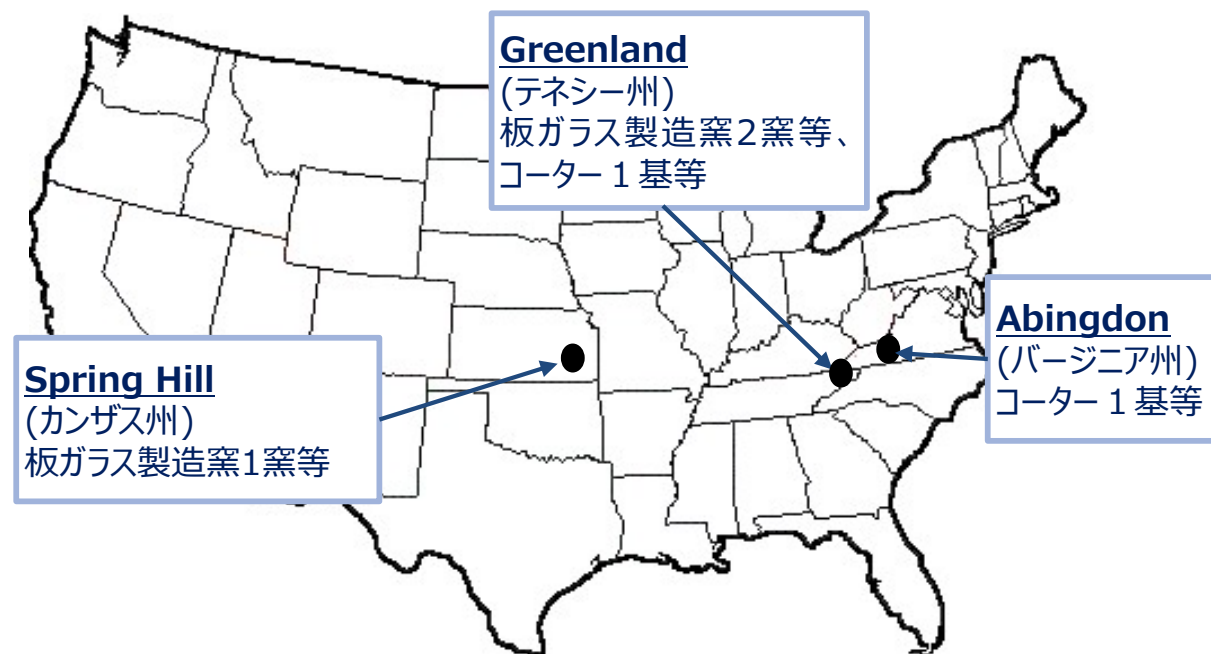 Greenland
(テネシー州)
板ガラス製造窯2窯等、
コーター１基等
Spring Hill
(カンザス州)
板ガラス製造窯1窯等
Abingdon
(バージニア州)
コーター１基等